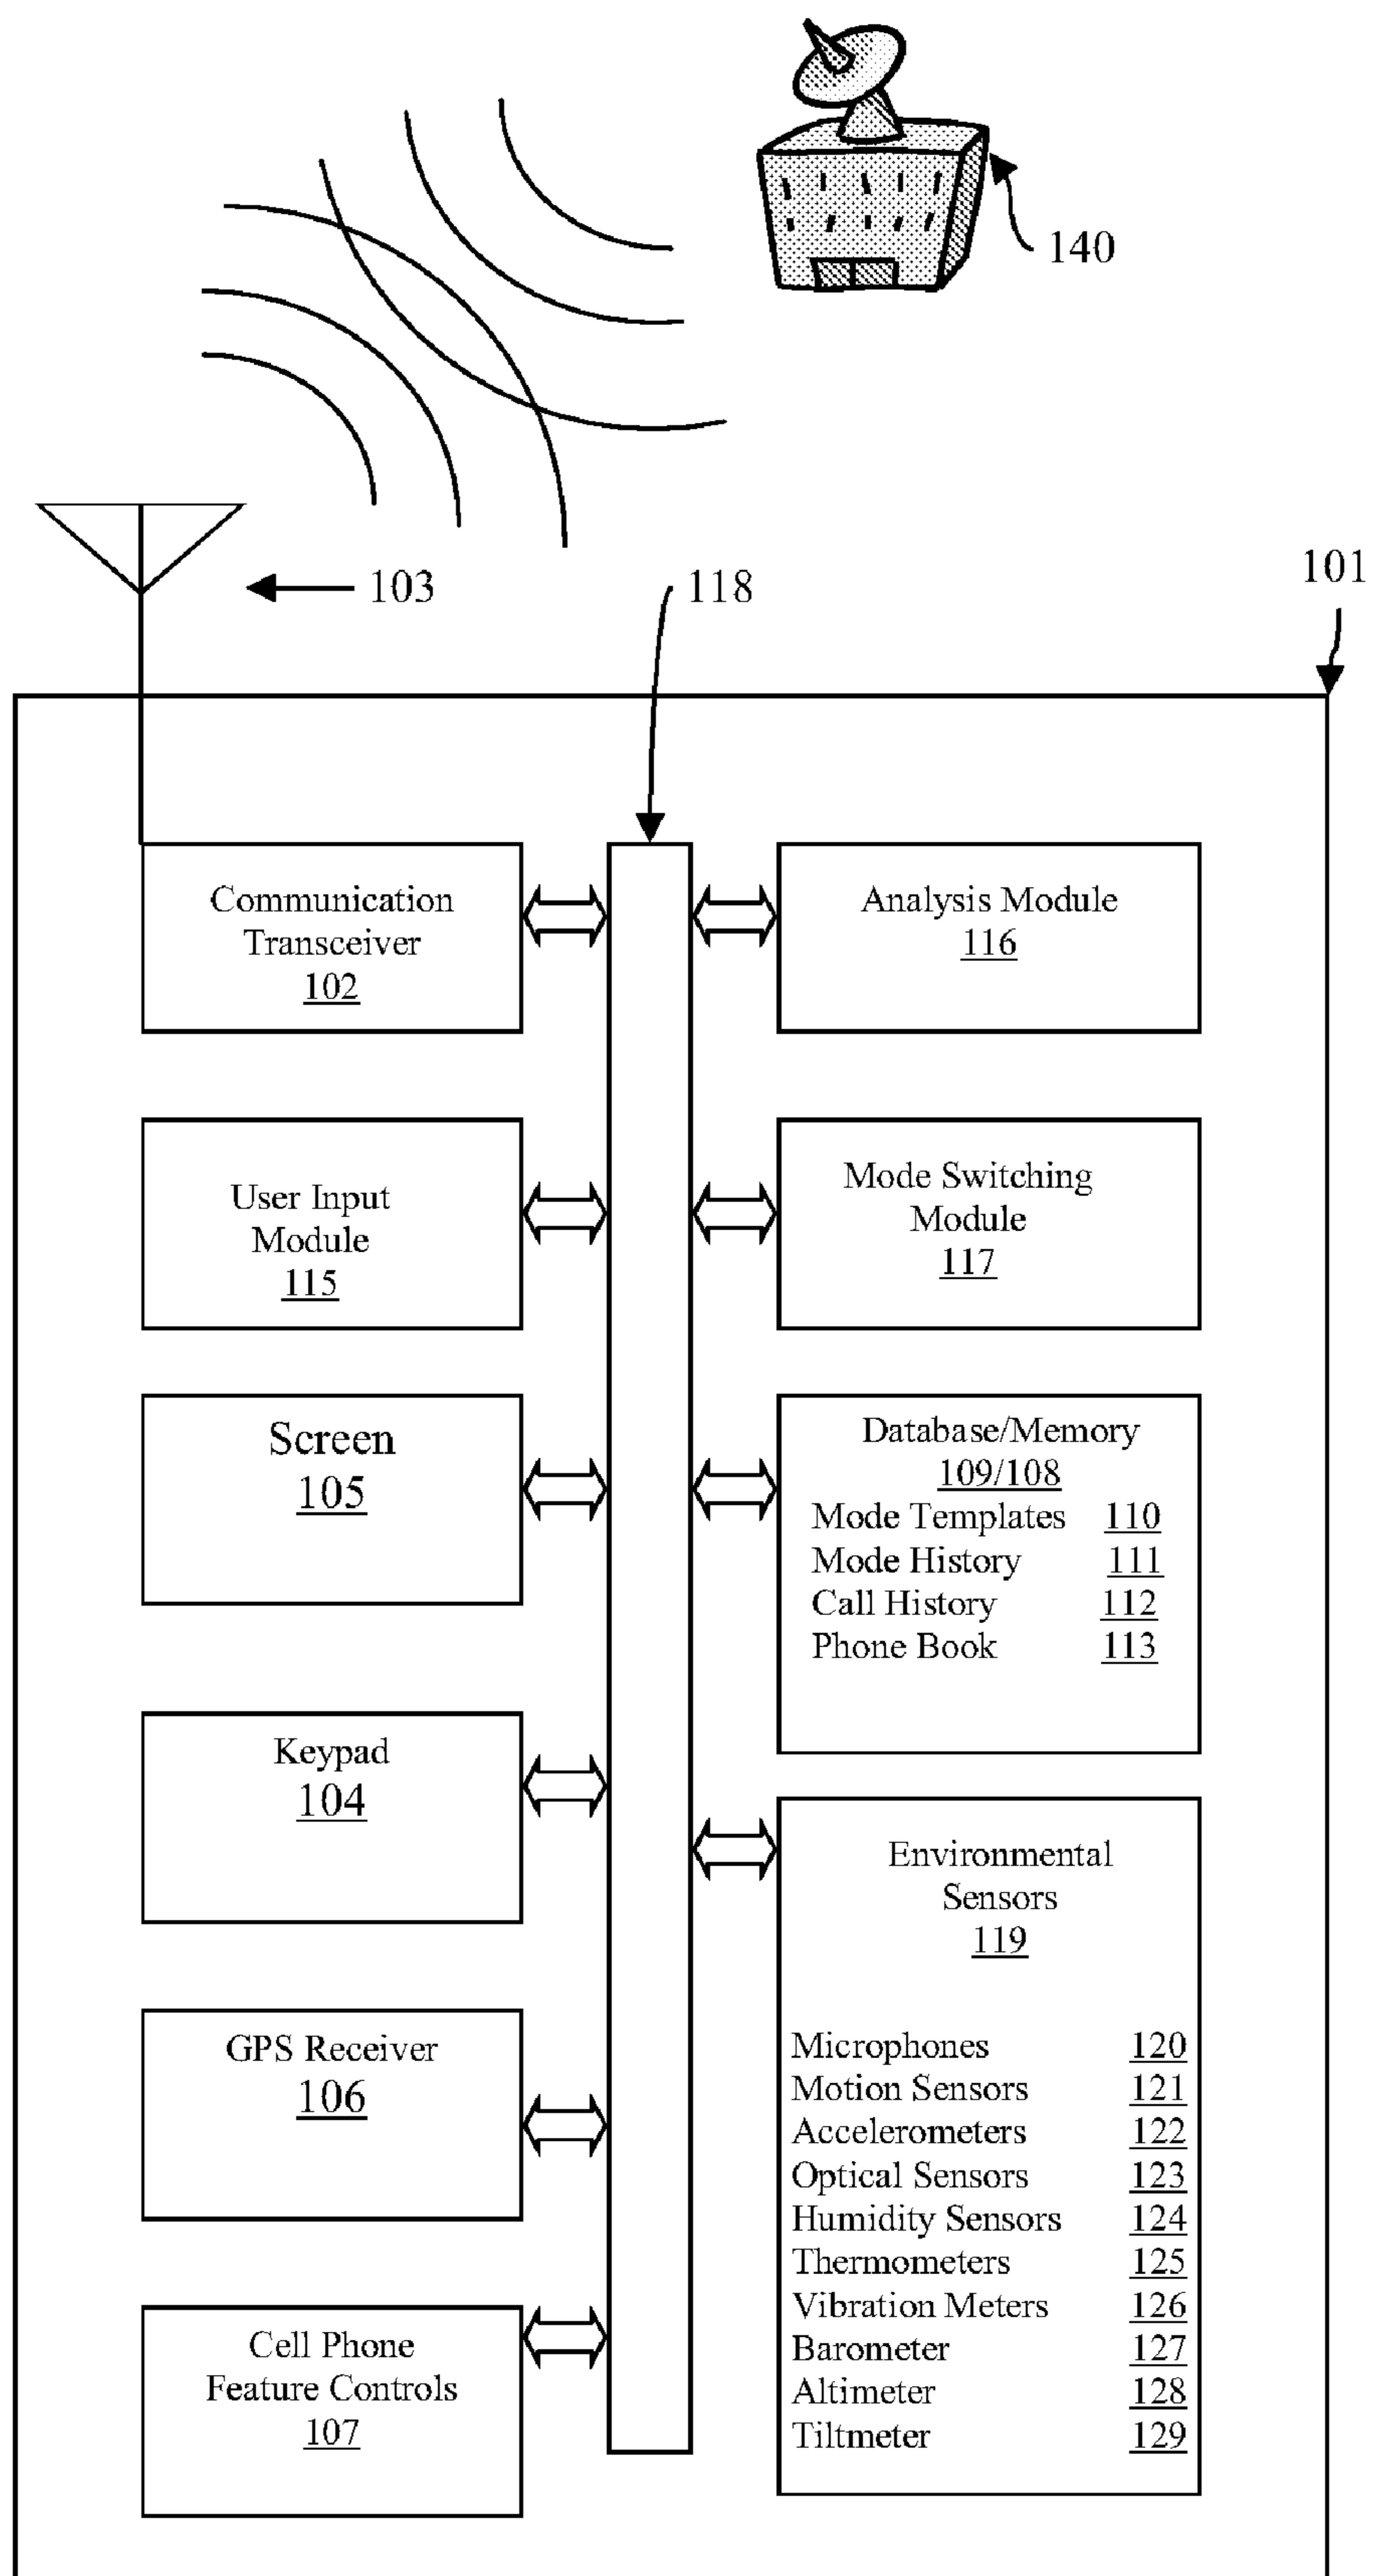 140
103
118
101
Communication
Transceiver
102
Analysis Module
116
User Input
Module
115
Mode Switching
Module
117
Screen
105
Database/Memory
109/108
Mode Templates 110
Mode History 111
Call History 112
Phone Book 113
Keypad
104
Environmental
Sensors
119
GPS Receiver
106
Microphones 120
Motion Sensors 121
Accelerometers 122
Optical Sensors 123
Humidity Sensors 124
Thermometers 125
Vibration Meters 126
Barometer 127
Altimeter 128
Tiltmeter 129
Cell Phone
Feature Controls
107